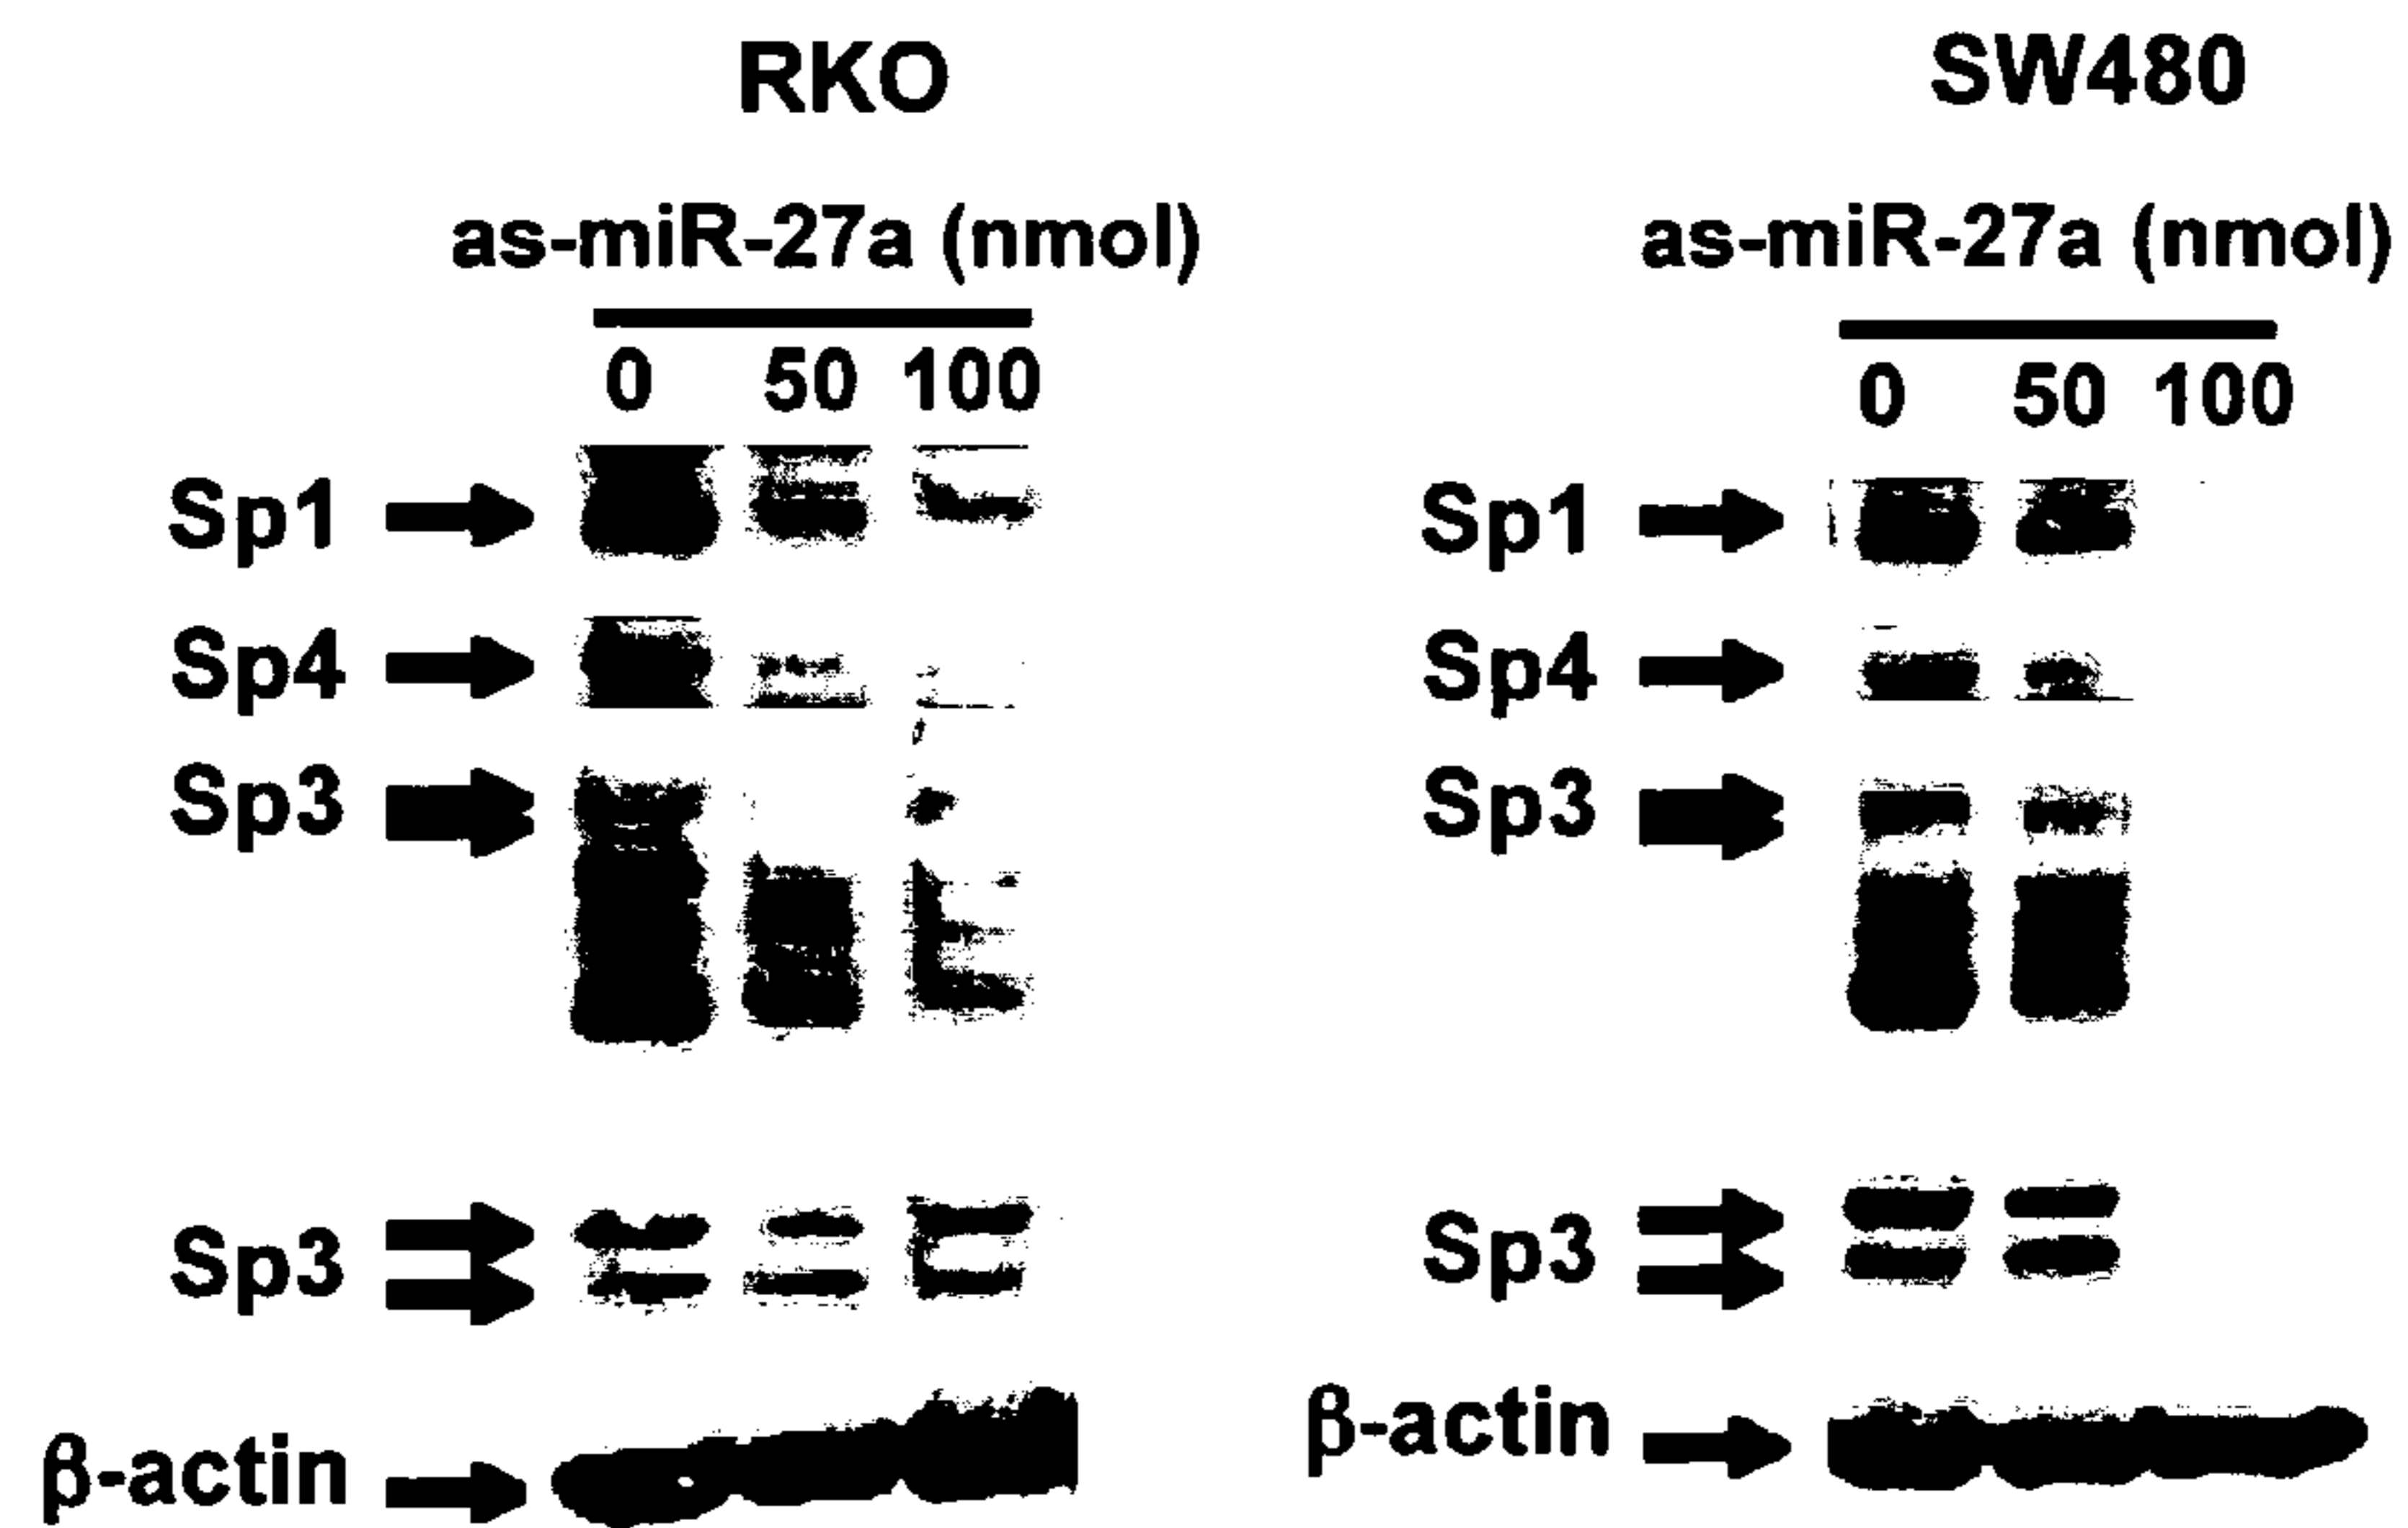 RKO
as-miR-27a (nmol)
0 50 100
Sp1
Sp4
Sp3
Sp3
β-actin
SW480
as-miR-27a (nmol)
0 50 100
Sp1
Sp4
Sp3
Sp3
β-actin